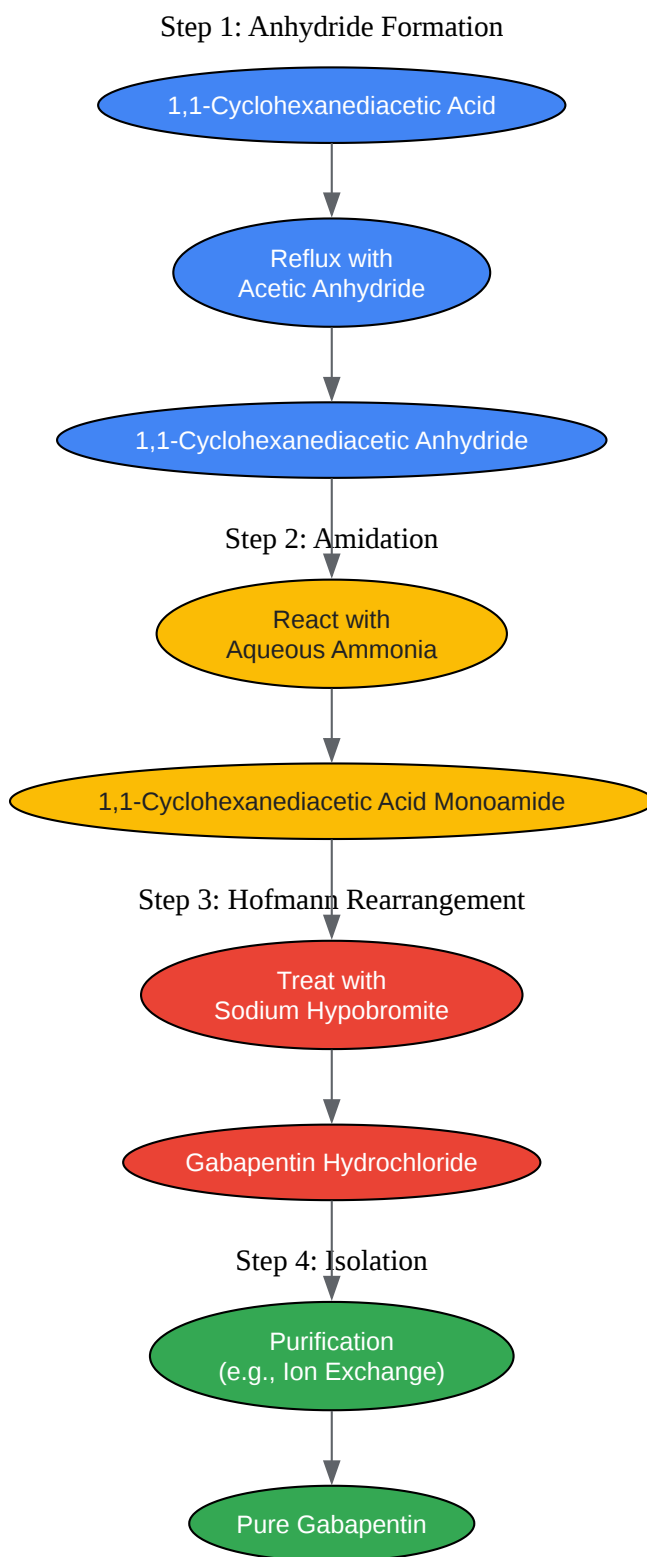 Step 1: Anhydride Formation
1,1-Cyclohexanediacetic Acid
Reflux with
Acetic Anhydride
1,1-Cyclohexanediacetic Anhydride
Step 2: Amidation
React with
Aqueous Ammonia
1,1-Cyclohexanediacetic Acid Monoamide
Step 3: Hofmann Rearrangement
Treat with
Sodium Hypobromite
Gabapentin Hydrochloride
Step 4: Isolation
Purification
(e.g., Ion Exchange)
Pure Gabapentin